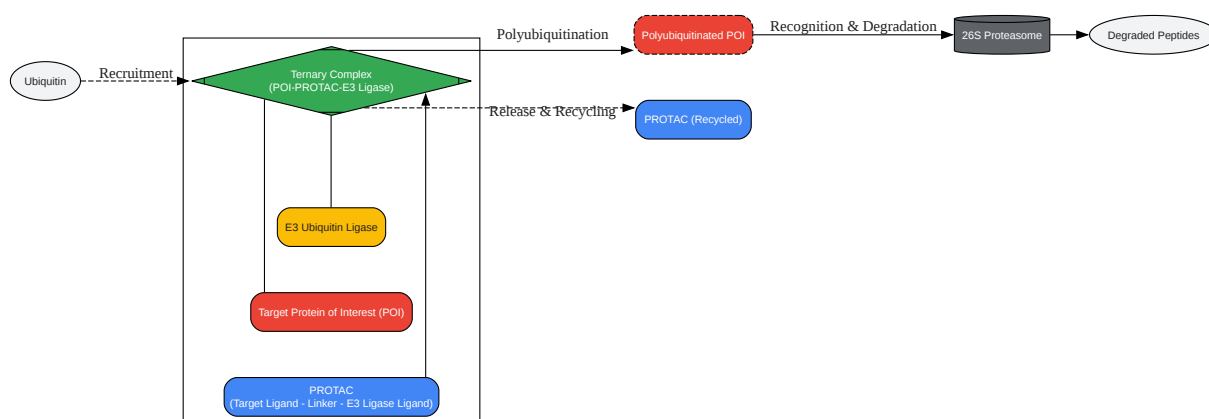 Polyubiquitination
Polyubiquitinated POI
Recognition & Degradation
26S Proteasome
Degraded Peptides
Ubiquitin
Recruitment
Ternary Complex
(POI-PROTAC-E3 Ligase)
Release & Recycling
PROTAC (Recycled)
E3 Ubiquitin Ligase
Target Protein of Interest (POI)
PROTAC
(Target Ligand - Linker - E3 Ligase Ligand)